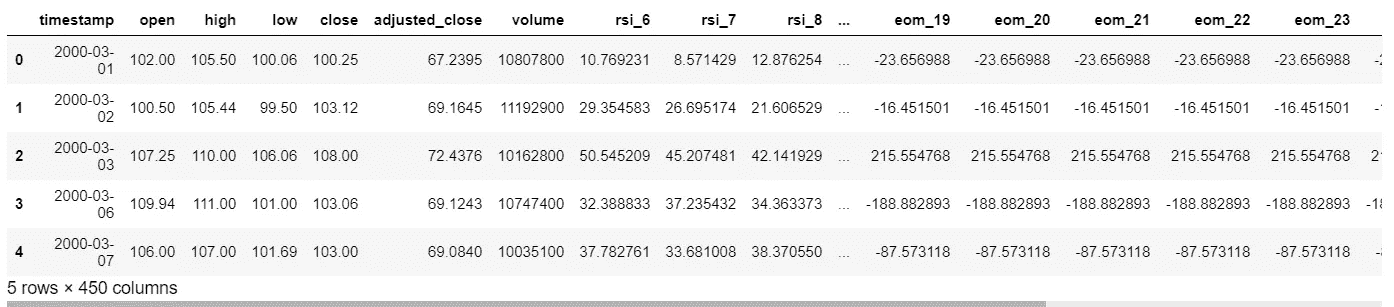 timestamp open high low close adjusted_close volume rsi_6 rsi_7 rsi_8 ... eom_19 eom_20 eom_21 eom_22 eom_23
0 2000-03-01 102.00 105.50 100.06 100.25 67.2395 10807800 10.769231 8.571429 12.876254 ... -23.656988 -23.656988 -23.656988 -23.656988 -23.656988
1 2000-03-02 100.50 105.44 99.50 103.12 69.1645 11192900 29.354583 26.695174 21.606529 ... -16.451501 -16.451501 -16.451501 -16.451501 -16.451501
2 2000-03-03 107.25 110.00 106.06 108.00 72.4376 10162800 50.545209 45.207481 42.141929 ... 215.554768 215.554768 215.554768 215.554768 215.554768
3 2000-03-06 109.94 111.00 101.00 103.06 69.1243 10747400 32.388833 37.235432 34.363373 ... -188.882893 -188.882893 -188.882893 -188.882893 -188.882893
4 2000-03-07 106.00 107.00 101.69 103.00 69.0840 10035100 37.782761 33.681008 38.370550 ... -87.573118 -87.573118 -87.573118 -87.573118 -87.573118
5 rows × 450 columns